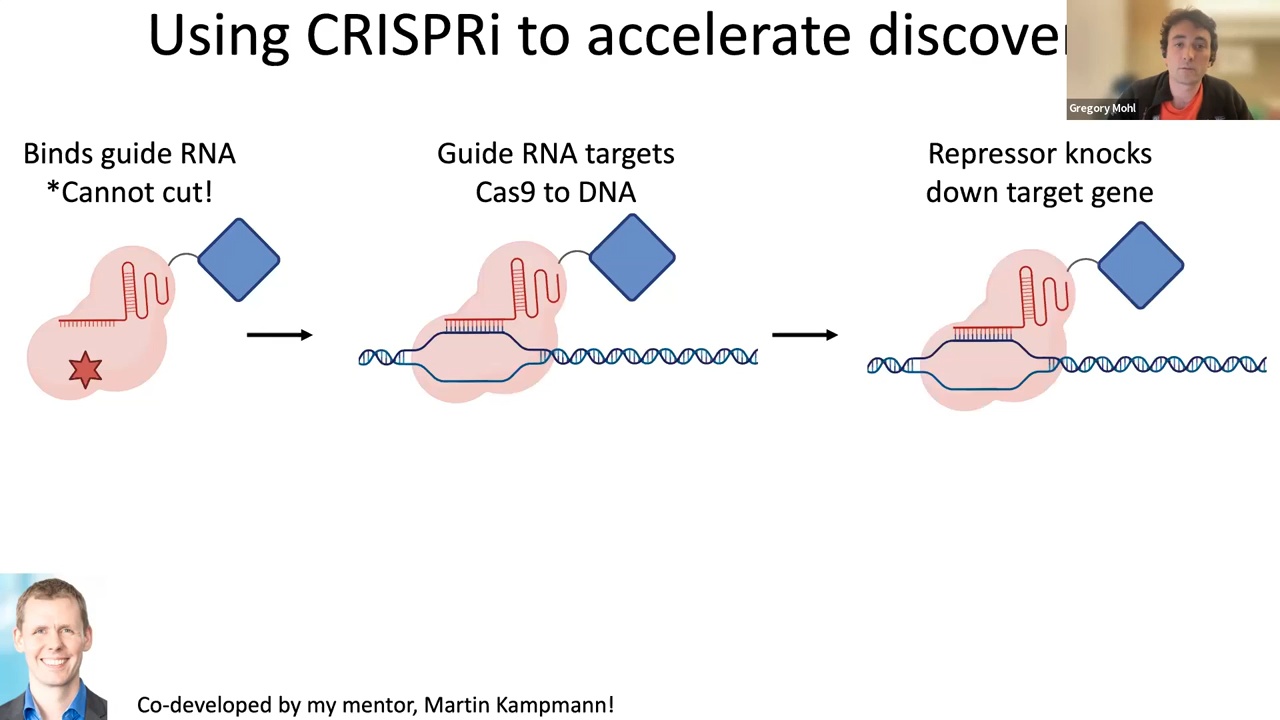 Using CRISPRi to accelerate discover
Gregory Mohl
Binds guide RNA
*Cannot cut!
Guide RNA targets
Cas9 to DNA
Repressor knocks
down target gene
Co-developed by my mentor, Martin Kampmann!